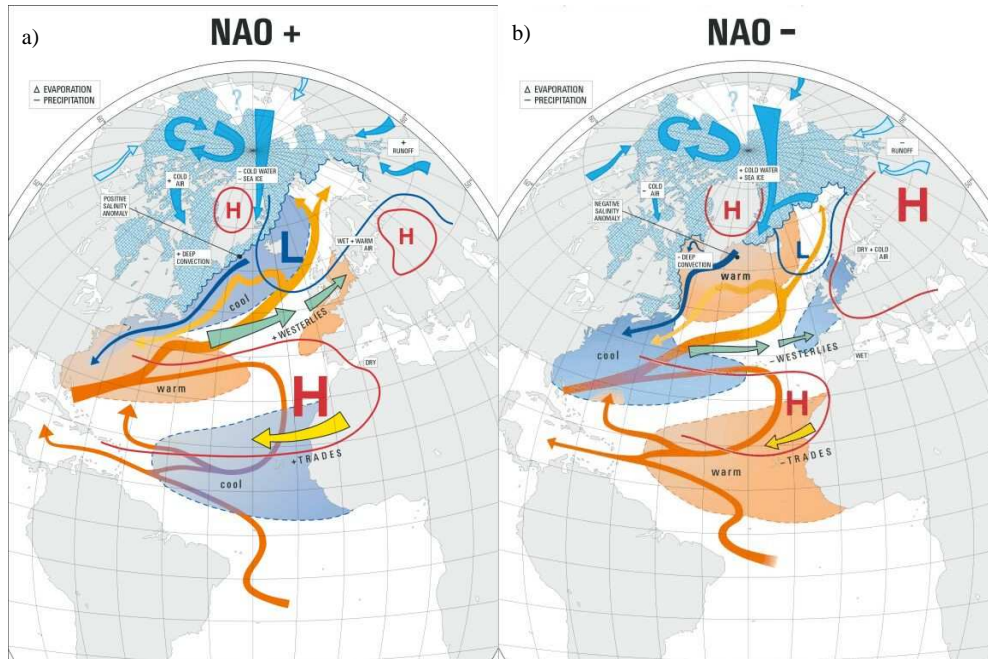 a)
NAO +
△ EVAPORATION
– PRECIPITATION
?
+
RUNOFF
+ COLD
AIR
– COLD WATER
– SEA ICE
POSITIVE
SALINITY
ANOMALY
H
H
WET + WARM
AIR
+ DEEP
CONVECTION
L
cool
+ WESTERLIES
DRY
warm
H
+ TRADES
cool
b)
NAO –
△ EVAPORATION
– PRECIPITATION
?
–
RUNOFF
– COLD
AIR
+ COLD WATER
+ SEA ICE
NEGATIVE
SALINITY
ANOMALY
H
H
DRY + COLD
AIR
– DEEP
CONVECTION
L
warm
cool
– WESTERLIES
WET
H
– TRADES
warm